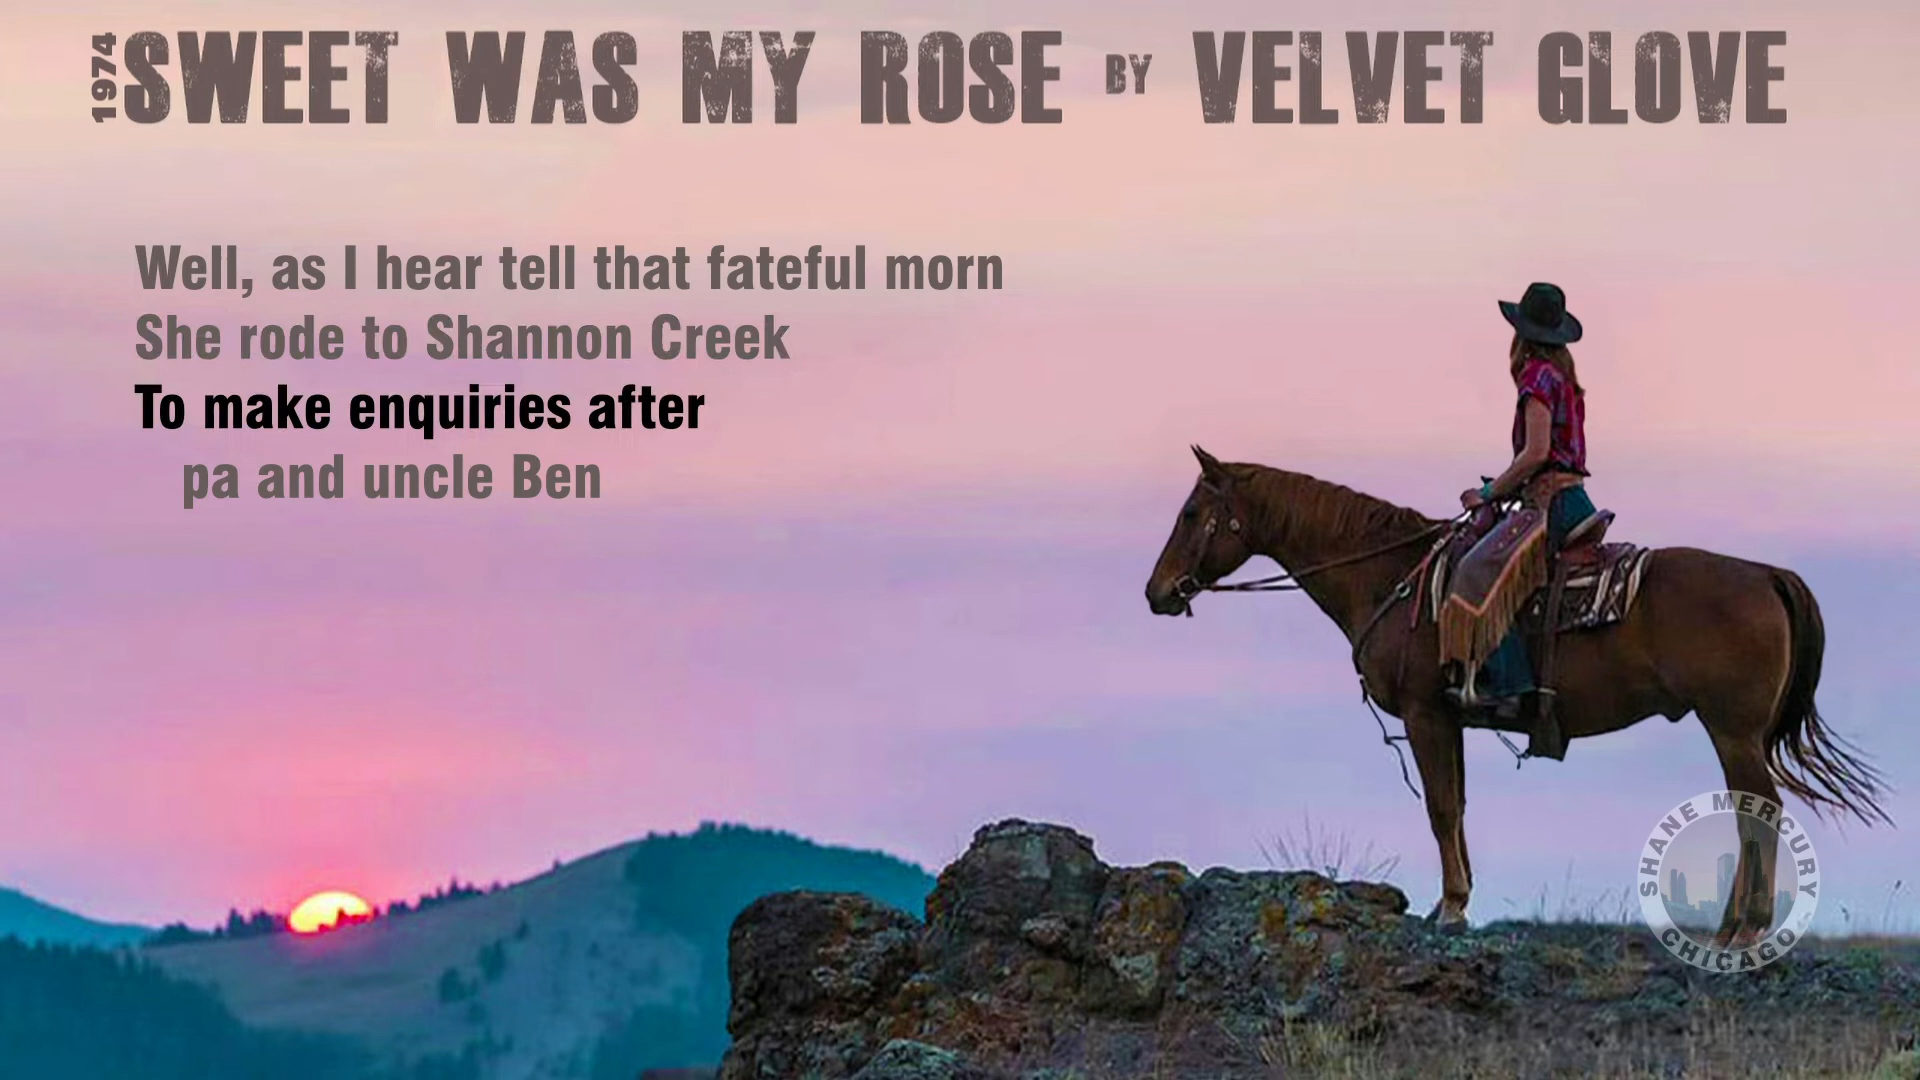 1974 SWEET WAS MY ROSE BY VELVET GLOVE
Well, as I hear tell that fateful morn
She rode to Shannon Creek
To make enquiries after
pa and uncle Ben
SHANE MERCURY
CHICAGO